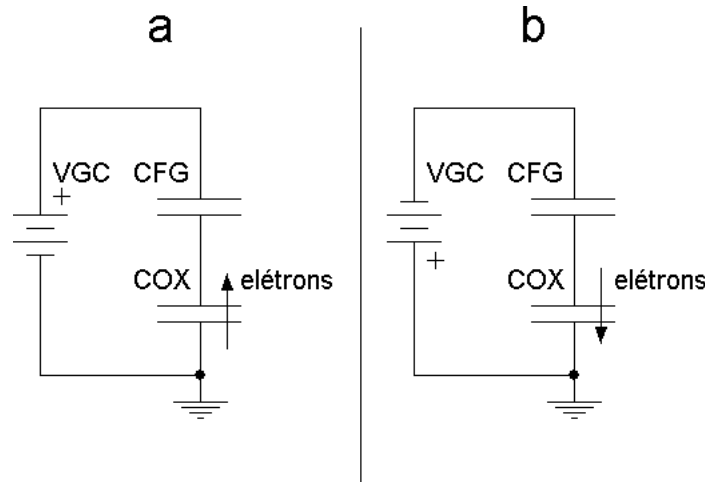 a
b
VGC
+
CFG
COX
elétrons
VGC
CFG
+
COX
elétrons